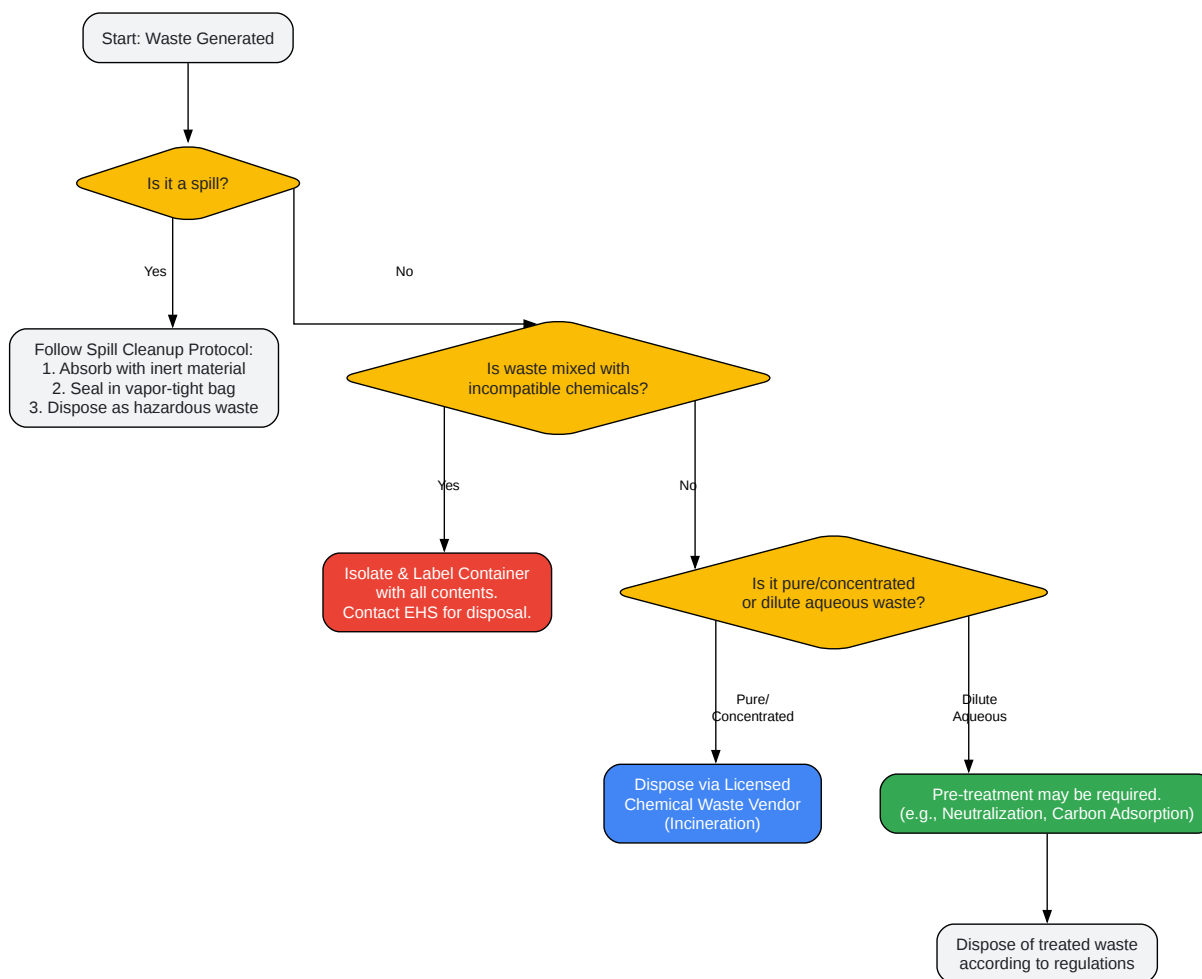 Start: Waste Generated
Is it a spill?
Yes
No
Follow Spill Cleanup Protocol:
1. Absorb with inert material
2. Seal in vapor-tight bag
3. Dispose as hazardous waste
Is waste mixed with
incompatible chemicals?
Yes
No
Isolate & Label Container
with all contents.
Contact EHS for disposal.
Is it pure/concentrated
or dilute aqueous waste?
Pure/
Concentrated
Dilute
Aqueous
Dispose via Licensed
Chemical Waste Vendor
(Incineration)
Pre-treatment may be required.
(e.g., Neutralization, Carbon Adsorption)
Dispose of treated waste
according to regulations